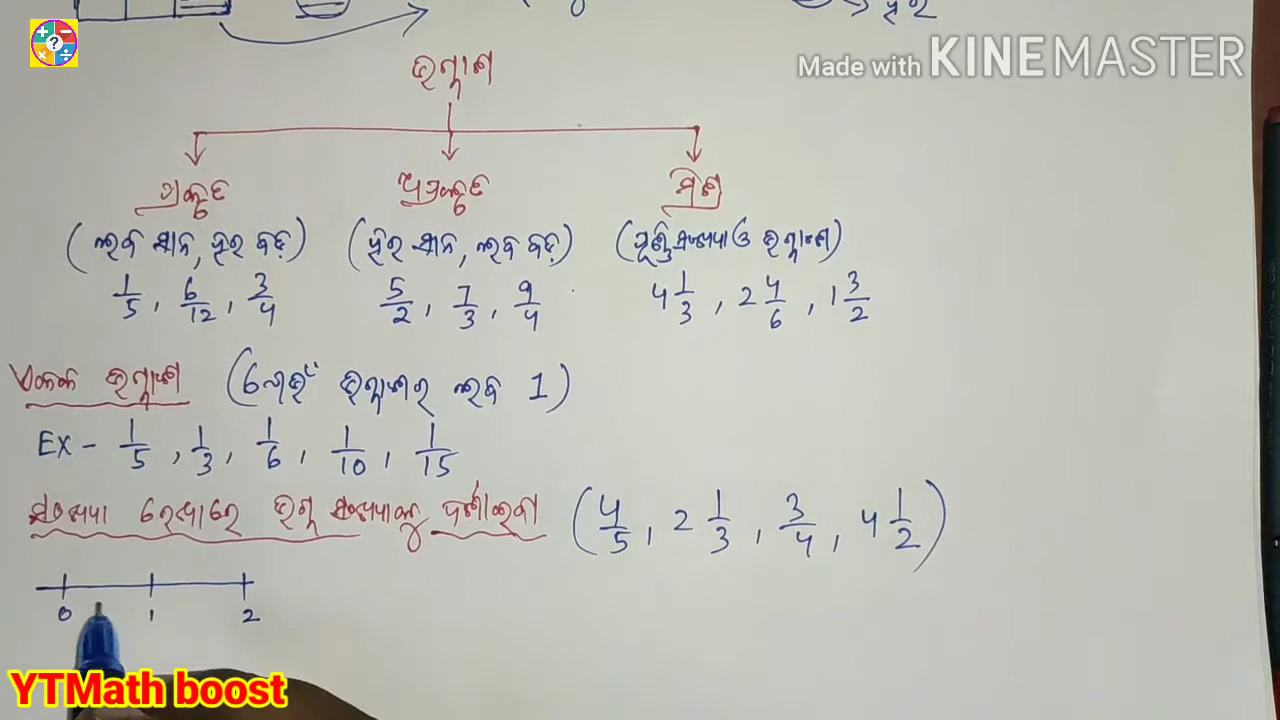 ହର
Made with KINEMASTER
ଭଗ୍ନାଂଶ
ପ୍ରକୃତ ଅପ୍ରକୃତ ମିଶ୍ର
(ଲବ ସାନ, ହର ବଡ଼) (ହର ସାନ, ଲବ ବଡ଼) (ପୂର୍ଣ୍ଣସଂଖ୍ୟା ଓ ଭଗ୍ନାଂଶ)
1/5, 6/12, 3/4 5/2, 7/3, 9/4 4 1/3, 2 4/6, 1 3/2
ଏକକ ଭଗ୍ନାଂଶ (ଯେଉଁ ଭଗ୍ନାଂଶର ଲବ 1)
EX - 1/5, 1/3, 1/6, 1/10, 1/15
ସଂଖ୍ୟା ରେଖାରେ ଭଗ୍ନ ସଂଖ୍ୟାକୁ ଦର୍ଶାଇବା (4/5, 2 1/3, 3/4, 4 1/2)
0 1 2
YTMath boost